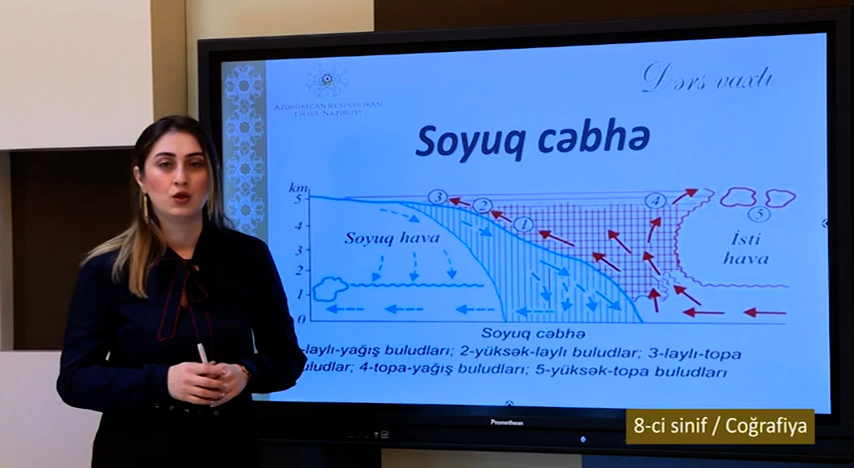 Dərs vaxtı
AZƏRBAYCAN RESPUBLİKASI
TƏHSİL NAZİRLİYİ
Soyuq cəbhə
km
5
4
3
2
1
0
3
2
1
4
5
Soyuq hava
İsti
hava
Soyuq cəbhə
-laylı-yağış buludları; 2-yüksək-laylı buludlar; 3-laylı-topa
buludlar; 4-topa-yağış buludları; 5-yüksək-topa buludları
Promethean
8-ci sinif / Coğrafiya